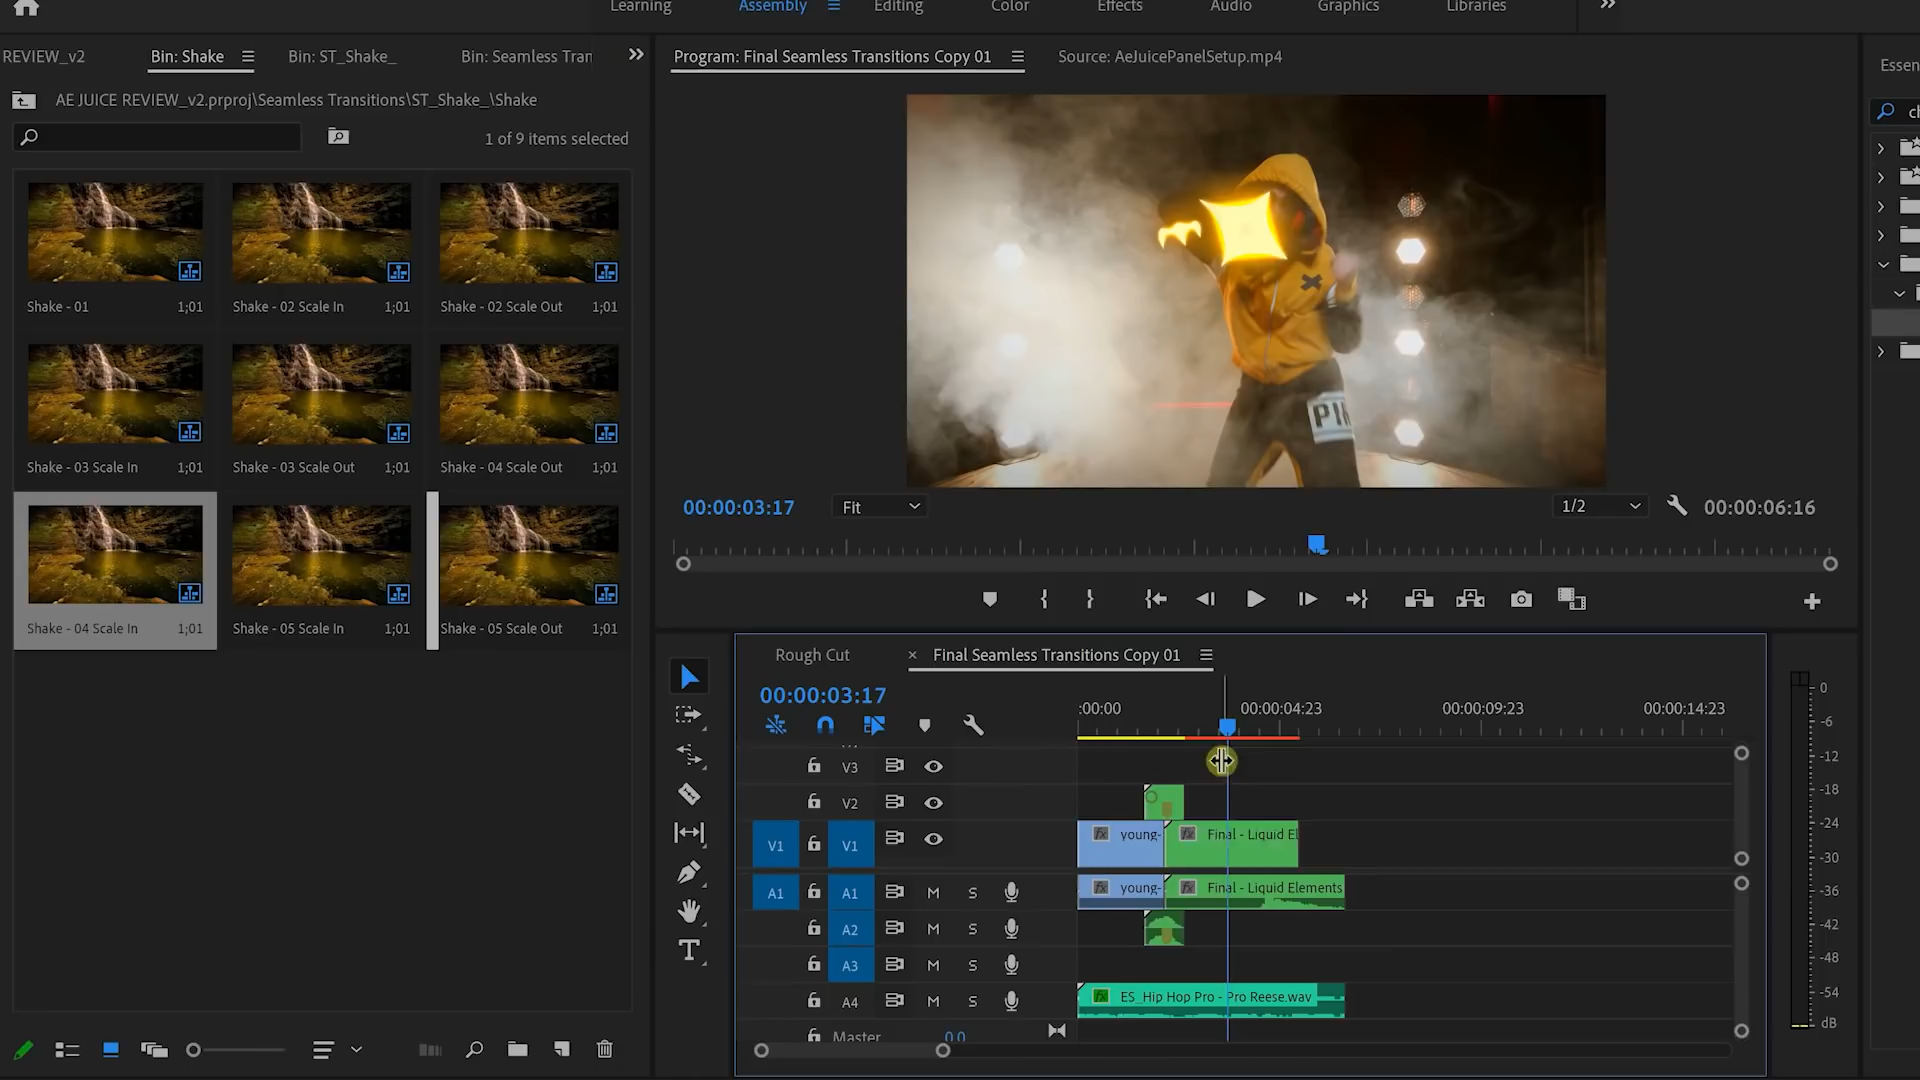 Learning Assembly Editing Color Effects Audio Graphics Libraries
REVIEW_v2 Bin: Shake Bin: ST_Shake_ Bin: Seamless Tran
Program: Final Seamless Transitions Copy 01 Source: AeJuicePanelSetup.mp4
Essen
AE JUICE REVIEW_v2.prproj\Seamless Transitions\ST_Shake_\Shake
1 of 9 items selected
ch
Shake - 01 1;01 Shake - 02 Scale In 1;01 Shake - 02 Scale Out 1;01
Shake - 03 Scale In 1;01 Shake - 03 Scale Out 1;01 Shake - 04 Scale Out 1;01
Shake - 04 Scale In 1;01 Shake - 05 Scale In 1;01 Shake - 05 Scale Out 1;01
PI
00:00:03:17 Fit 1/2 00:00:06:16
Rough Cut × Final Seamless Transitions Copy 01
00:00:03:17
:00:00 00:00:04:23 00:00:09:23 00:00:14:23
V3
V2
V1 V1 fx young- fx Final - Liquid El
A1 A1 M S fx young- fx Final - Liquid Elements
A2 M S
A3 M S
A4 M S fx ES_Hip Hop Pro - Pro Reese.wav
Master 0.0
0
-6
-12
-18
-24
-30
-36
-42
-48
-54
dB